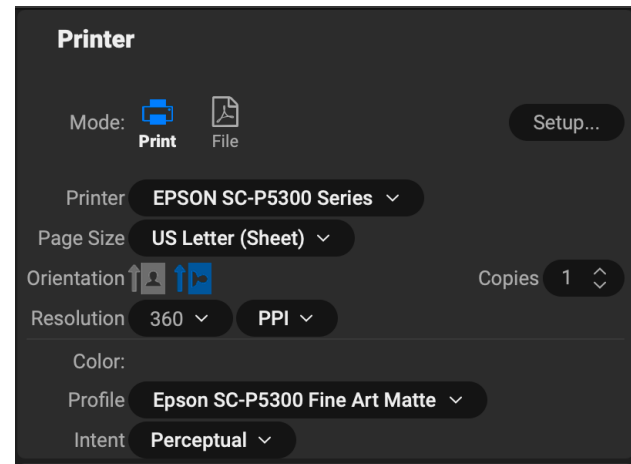 Printer
Mode: Print File Setup...
Printer EPSON SC-P5300 Series
Page Size US Letter (Sheet)
Orientation Copies 1
Resolution 360 PPI
Color:
Profile Epson SC-P5300 Fine Art Matte
Intent Perceptual